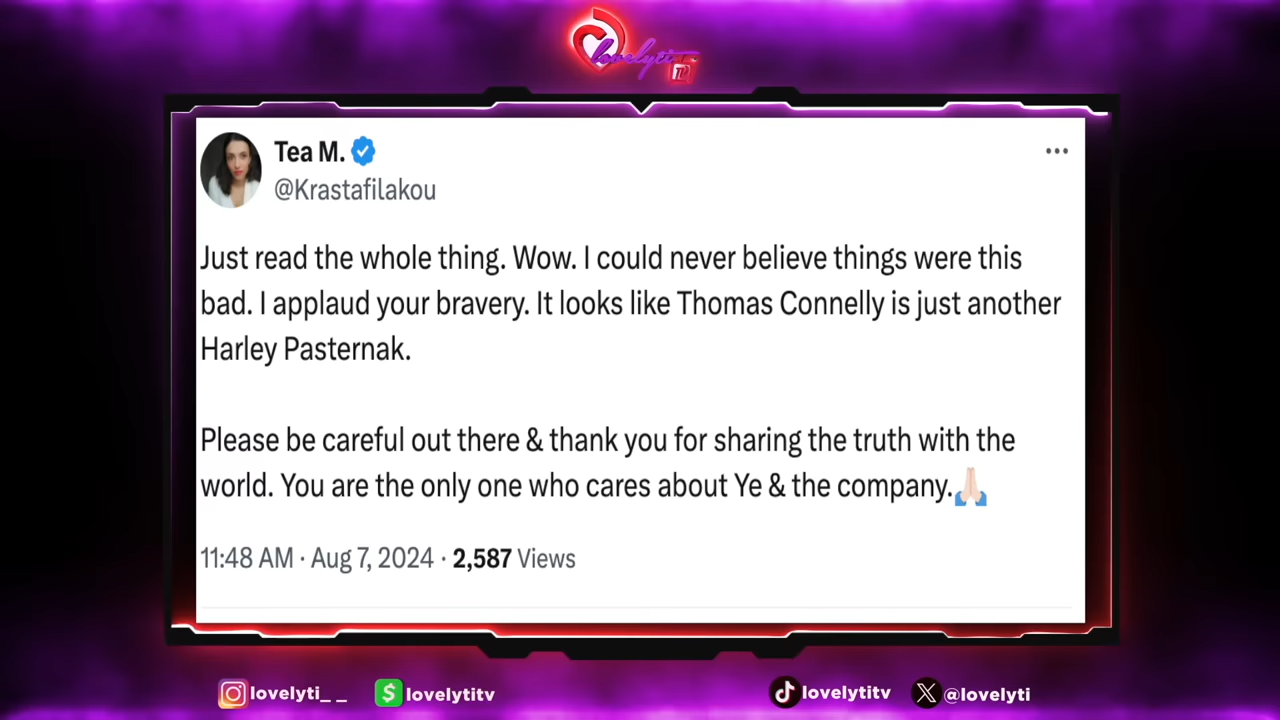 lovelyti
TV
Tea M.
@Krastafilakou
Just read the whole thing. Wow. I could never believe things were this
bad. I applaud your bravery. It looks like Thomas Connelly is just another
Harley Pasternak.
Please be careful out there & thank you for sharing the truth with the
world. You are the only one who cares about Ye & the company.🙏🏻
11:48 AM · Aug 7, 2024 · 2,587 Views
lovelyti_ _ $ lovelytitv lovelytitv X @lovelyti